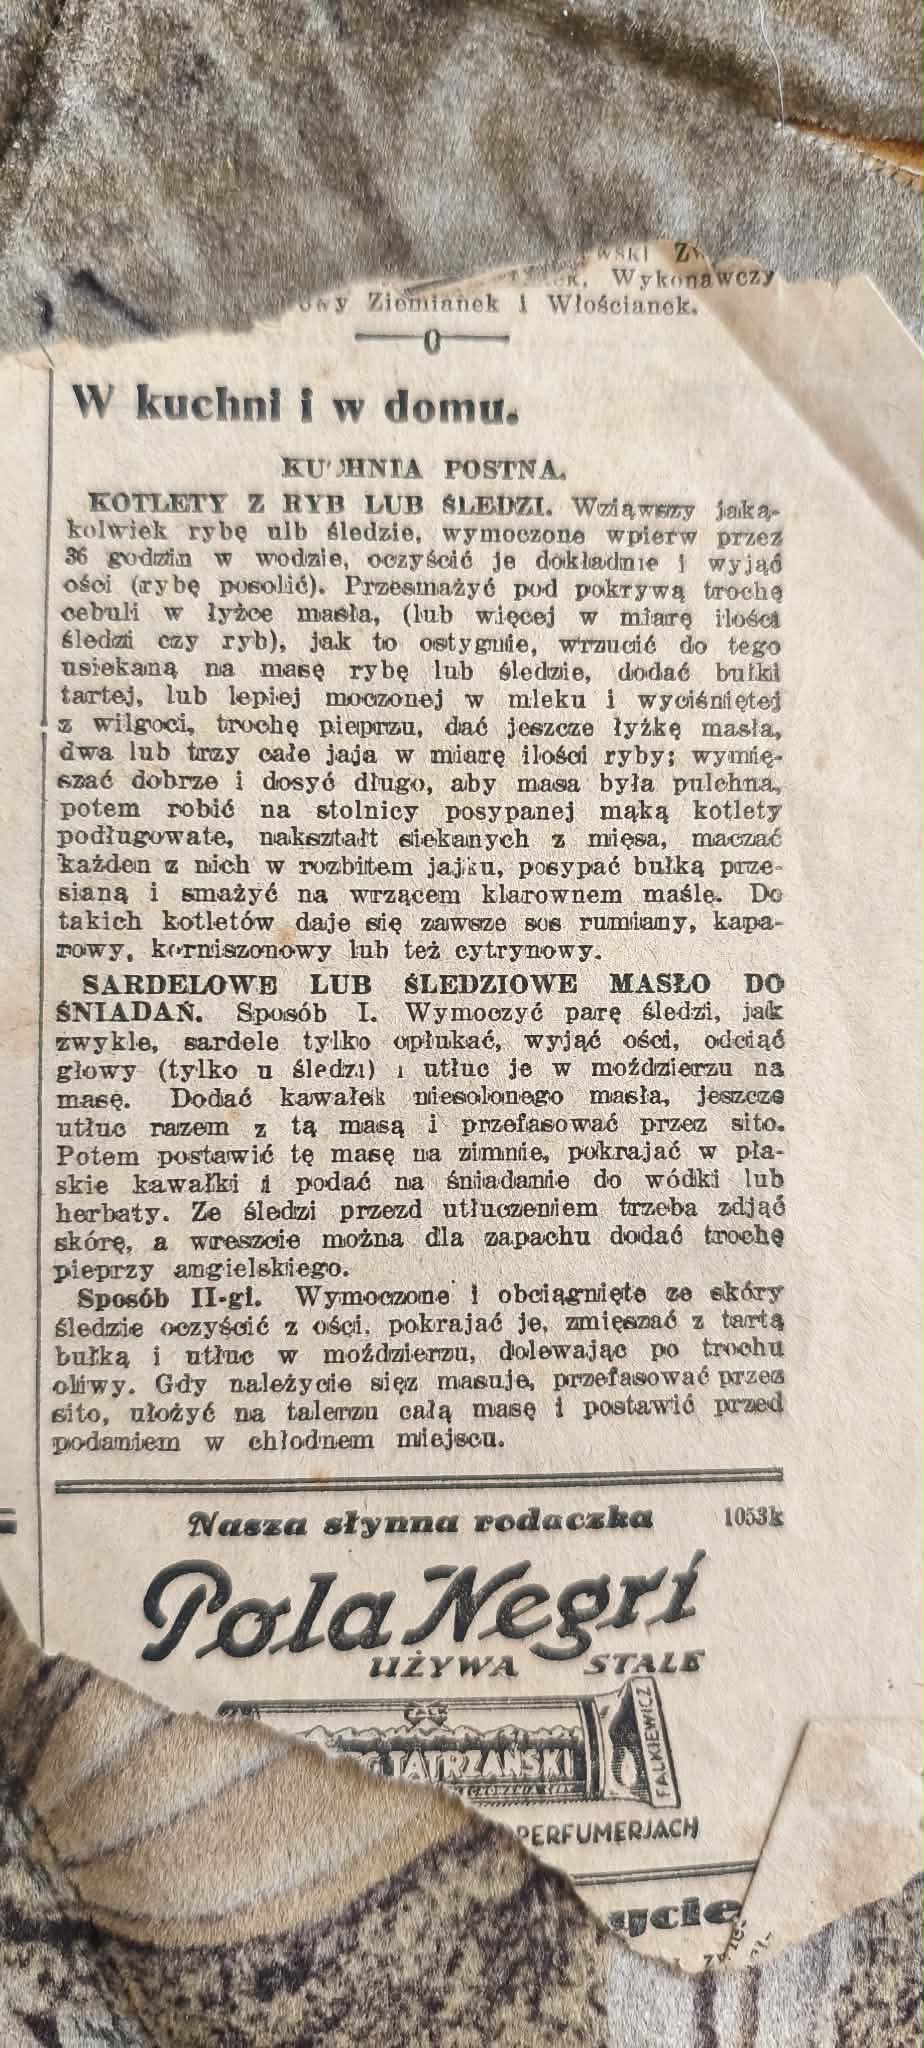 Wykonawczy
Ziemianek i Włościanek.
0
W kuchni i w domu.
KUCHNIA POSTNA.
KOTLETY Z RYB LUB ŚLEDZI. Wziąwszy jaką-
kolwiek rybę ulb śledzie, wymoczone wpierw przez
36 godzin w wodzie, oczyścić je dokładnie i wyjąć
ości (rybę posolić). Przesmażyć pod pokrywą trochę
cebuli w łyżce masła, (lub więcej w miarę ilości
śledzi czy ryb), jak to ostygnie, wrzucić do tego
usiekaną na masę rybę lub śledzie, dodać bułki
tartej, lub lepiej moczonej w mleku i wyciśniętej
z wilgoci, trochę pieprzu, dać jeszcze łyżkę masła,
dwa lub trzy całe jaja w miarę ilości ryby; wymię-
szać dobrze i dosyć długo, aby masa była pulchna,
potem robić na stolnicy posypanej mąką kotlety
podługowate, nakształt siekanych z mięsa, maczać
każden z nich w rozbitem jajku, posypać bułką prze-
sianą i smażyć na wrzącem klarownem maśle. Do
takich kotletów daje się zawsze sos rumiany, kapa-
rowy, korniszonowy lub też cytrynowy.
SARDELOWE LUB ŚLEDZIOWE MASŁO DO
ŚNIADAŃ. Sposób I. Wymoczyć parę śledzi, jak
zwykle, sardele tylko opłukać, wyjąć ości, odciąć
głowy (tylko u śledzi) i utłuc je w moździerzu na
masę. Dodać kawałek niesolonego masła, jeszcze
utłuc razem z tą masą i przefasować przez sito.
Potem postawić tę masę na zimnie, pokrajać w pła-
skie kawałki i podać na śniadanie do wódki lub
herbaty. Ze śledzi przezd utłuczeniem trzeba zdjąć
skórę, a wreszcie można dla zapachu dodać trochę
pieprzy angielskiego.
Sposób II-gi. Wymoczone i obciągnięte ze skóry
śledzie oczyścić z ości, pokrajać je, zmięszać z tartą
bułką i utłuc w moździerzu, dolewając po trochu
oliwy. Gdy należycie sięz masuje, przefasować przez
sito, ułożyć na talerzu całą masę i postawić przed
podaniem w chłodnem miejscu.
Nasza słynna rodaczka 1053k
Pola Negri
UŻYWA STALE
TATRZAŃSKI
FALKIEWICZ
PERFUMERJACH